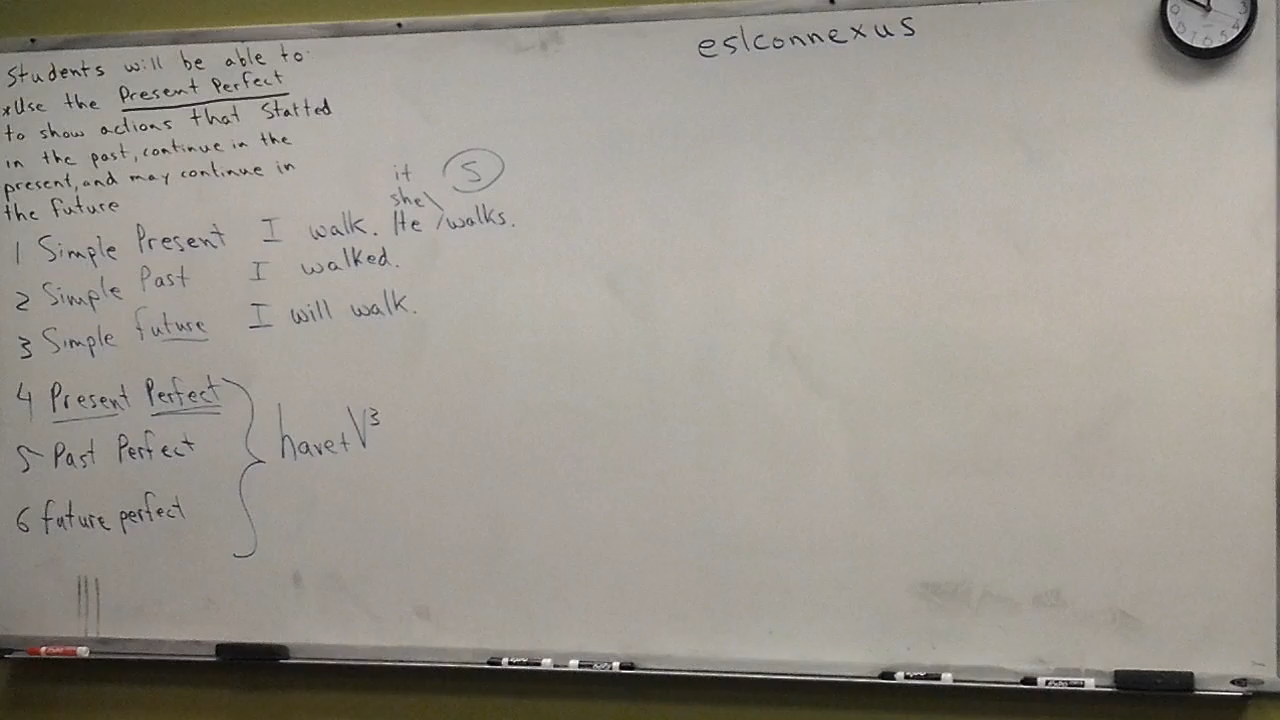 Students will be able to:
*Use the Present Perfect
to show actions that started
in the past, continue in the
present, and may continue in
the future
eslconnexus
it S
she
1 Simple Present I walk. He walks.
2 Simple Past I walked.
3 Simple future I will walk.
4 Present Perfect
5 Past Perfect
6 future perfect
have + V3